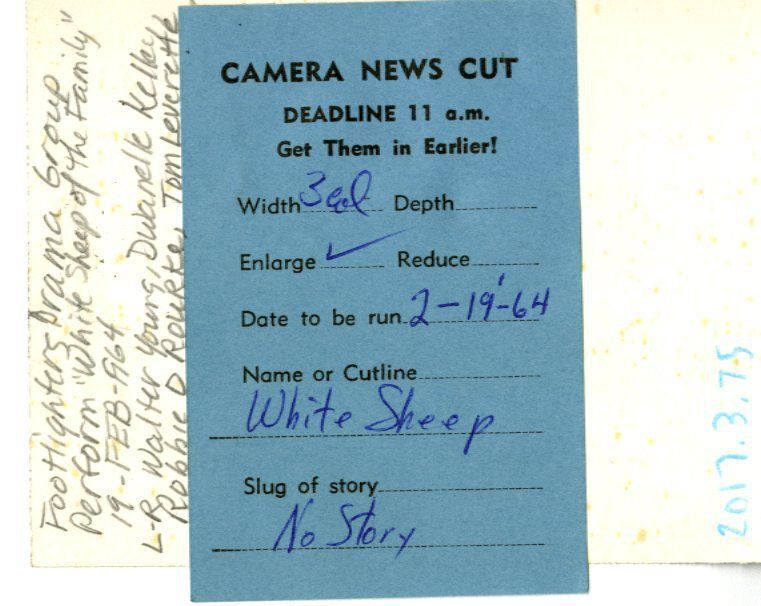 Footlighters Drama Group
Perform "White Sheep of the Family"
19-FEB-1964
L-R Walter Young, Duanelle Kelley
Robbie O Rourke, Tom Leverette
CAMERA NEWS CUT
DEADLINE 11 a.m.
Get Them in Earlier!
Width 3 col Depth
Enlarge ✓ Reduce
Date to be run 2-19-64
Name or Cutline
White Sheep
Slug of story
No Story
2017.3.75